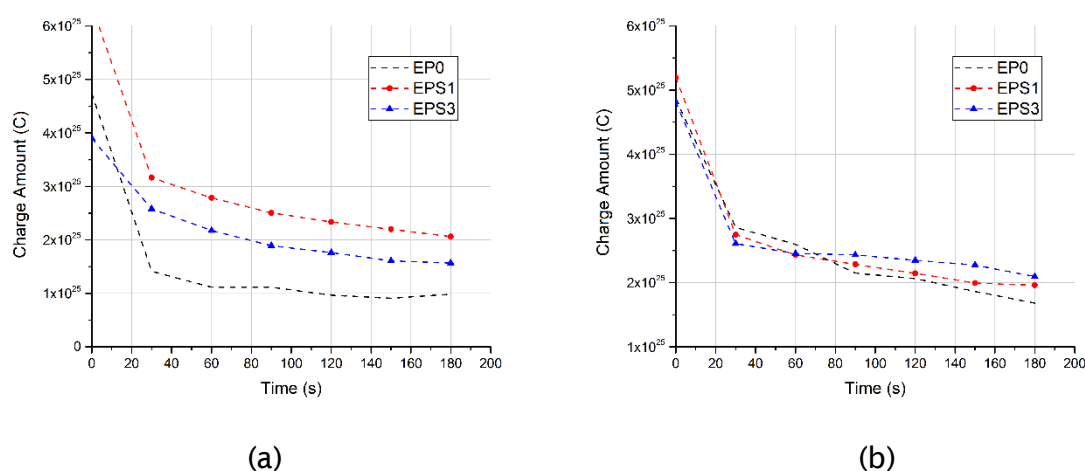 6x10²⁵
5x10²⁵
4x10²⁵
3x10²⁵
2x10²⁵
1x10²⁵
0
Charge Amount (C)
EP0
EPS1
EPS3
0 20 40 60 80 100 120 140 160 180 200
Time (s)
(a)
6x10²⁵
5x10²⁵
4x10²⁵
3x10²⁵
2x10²⁵
1x10²⁵
Charge Amount (C)
EP0
EPS1
EPS3
0 20 40 60 80 100 120 140 160 180 200
Time (s)
(b)